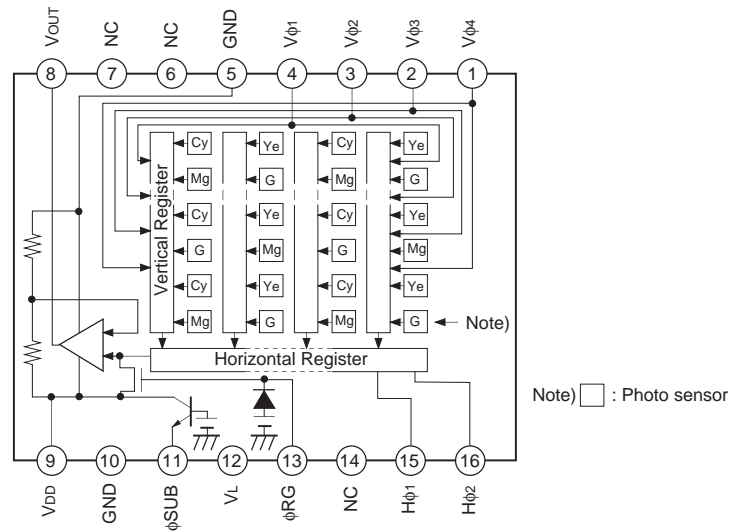 VOUT NC NC GND Vϕ1 Vϕ2 Vϕ3 Vϕ4
8 7 6 5 4 3 2 1
Cy Ye Cy Ye
Mg G Mg G
Cy Ye Cy Ye
G Mg G Mg
Cy Ye Cy Ye
Mg G Mg G
Vertical Register
Note)
Horizontal Register
Note) : Photo sensor
9 10 11 12 13 14 15 16
VDD GND ϕSUB VL ϕRG NC Hϕ1 Hϕ2